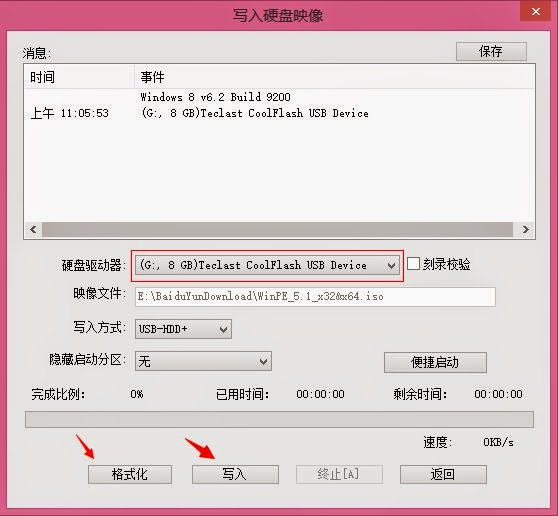 写入硬盘映像
消息:
保存
时间 事件
Windows 8 v6.2 Build 9200
上午 11:05:53 (G:, 8 GB)Teclast CoolFlash USB Device
硬盘驱动器: (G:, 8 GB)Teclast CoolFlash USB Device 刻录校验
映像文件: E:\BaiduYunDownload\WinPE_5.1_x32&x64.iso
写入方式: USB-HDD+
隐藏启动分区: 无 便捷启动
完成比例: 0% 已用时间: 00:00:00 剩余时间: 00:00:00
速度: 0KB/s
格式化 写入 终止[A] 返回